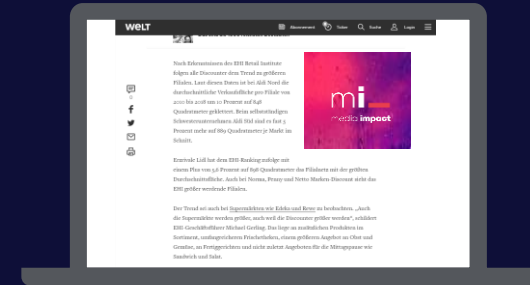 WELT
Abonnement
Ticker
Suche
Login
Nach Erkenntnissen des EHI Retail Institute
folgen alle Discounter dem Trend zu größeren
Filialen. Laut diesen Daten ist bei Aldi Nord die
durchschnittliche Verkaufsfläche pro Filiale von
2010 bis 2018 um 10 Prozent auf 848
Quadratmeter geklettert. Beim selbstständigen
Schwesterunternehmen Aldi Süd sind es fast 5
Prozent mehr auf 889 Quadratmeter je Markt im
Schnitt.
mi_
media impact
Erzrivale Lidl hat dem EHI-Ranking zufolge mit
einem Plus von 5,6 Prozent auf 896 Quadratmeter das Filialnetz mit der größten
Durchschnittsfläche. Auch bei Norma, Penny und Netto Marken-Discount sieht das
EHI größer werdende Filialen.
Der Trend sei auch bei Supermärkten wie Edeka und Rewe zu beobachten. „Auch
die Supermärkte werden größer, auch weil die Discounter größer werden“, schildert
EHI-Geschäftsführer Michael Gerling. Das liege an zusätzlichen Produkten im
Sortiment, umfangreicheren Frischetheken, einem größeren Angebot an Obst und
Gemüse, an Fertiggerichten und nicht zuletzt Angeboten für die Mittagspause wie
Sandwich und Salat.